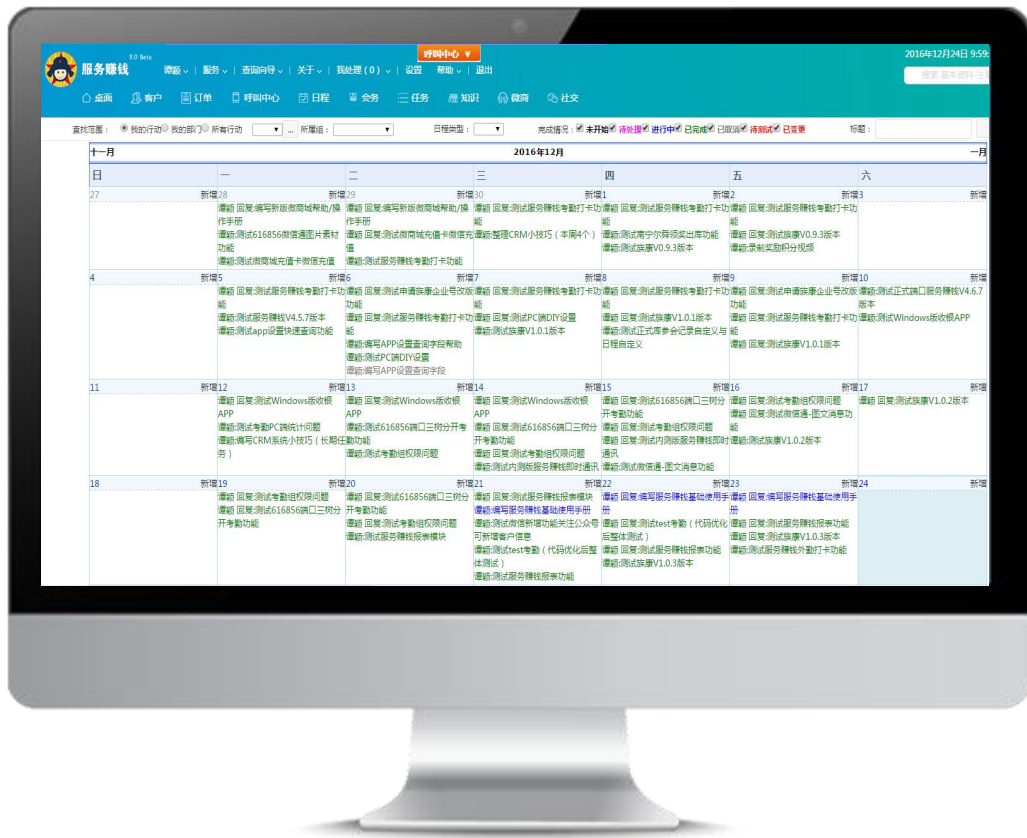 8.0 Beta
呼叫中心 ▼
2016年12月24日 9:59:
服务赚钱
谭颖 | 服务 | 查询向导 | 关于 | 我处理 ( 0 ) | 设置 帮助 | 退出
桌面 客户 订单 呼叫中心 日程 会务 任务 知识 微商 社交
查找范围： 我的行动 我的部门 所有行动 ... 所属组： 日程类型： 完成情况： 未开始 待处理 进行中 已完成 已取消 待测试 已变更 标题：
十一月 2016年12月 一月
日 一 二 三 四 五 六
27 新增
28 新增
谭颖 回复:编写新版微商城帮助/操
作手册
谭颖:测试616856微信通图片素材
功能
谭颖:测试微商城充值卡微信充值
29 新增
谭颖 回复:编写新版微商城帮助/操
作手册
谭颖 回复:测试微商城充值卡微信充
值
谭颖:测试服务赚钱考勤打卡功能
30 新增
谭颖 回复:测试服务赚钱考勤打卡功
能
谭颖:整理CRM小技巧（本周4个）
1 新增
谭颖 回复:测试服务赚钱考勤打卡功
能
谭颖:测试南宁尔舜领奖出库功能
谭颖:测试族康V0.9.3版本
2 新增
谭颖 回复:测试服务赚钱考勤打卡功
能
谭颖 回复:测试族康V0.9.3版本
谭颖:录制奖励积分视频
3 新增
4 新增
5 新增
谭颖 回复:测试服务赚钱考勤打卡功
能
谭颖:测试服务赚钱V4.5.7版本
谭颖:测试app设置快速查询功能
6 新增
谭颖 回复:测试申请族康企业号改版
功能
谭颖 回复:测试服务赚钱考勤打卡功
能
谭颖:编写APP设置查询字段帮助
谭颖:测试PC端DIY设置
谭颖:编写APP设置查询字段
7 新增
谭颖 回复:测试服务赚钱考勤打卡功
能
谭颖 回复:测试PC端DIY设置
谭颖:测试族康V1.0.1版本
8 新增
谭颖 回复:测试服务赚钱考勤打卡功
能
谭颖 回复:测试族康V1.0.1版本
谭颖:测试正式库参会记录自定义与
日程自定义
9 新增
谭颖 回复:测试申请族康企业号改版
功能
谭颖 回复:测试服务赚钱考勤打卡功
能
谭颖 回复:测试族康V1.0.1版本
10 新增
谭颖:测试正式端口服务赚钱V4.6.7
版本
谭颖:测试Windows版收银APP
11 新增
12 新增
谭颖 回复:测试Windows版收银
APP
谭颖:测试考勤PC端统计问题
谭颖:编写CRM系统小技巧（长期任
务）
13 新增
谭颖 回复:测试Windows版收银
APP
谭颖:测试616856端口三树分开考
勤功能
谭颖:测试考勤组权限问题
14 新增
谭颖 回复:测试Windows版收银
APP
谭颖 回复:测试616856端口三树分
开考勤功能
谭颖 回复:测试考勤组权限问题
谭颖:测试内测版服务赚钱即时通讯
15 新增
谭颖 回复:测试616856端口三树分
开考勤功能
谭颖 回复:测试考勤组权限问题
谭颖 回复:测试内测版服务赚钱即时
通讯
谭颖:测试微信通-图文消息功能
16 新增
谭颖 回复:测试考勤组权限问题
谭颖 回复:测试微信通-图文消息功
能
谭颖:测试族康V1.0.2版本
17 新增
谭颖 回复:测试族康V1.0.2版本
18 新增
19 新增
谭颖 回复:测试考勤组权限问题
谭颖 回复:测试616856端口三树分
开考勤功能
20 新增
谭颖 回复:测试616856端口三树分
开考勤功能
谭颖 回复:测试考勤组权限问题
谭颖:测试服务赚钱报表模块
21 新增
谭颖 回复:测试服务赚钱报表模块
谭颖:编写服务赚钱基础使用手册
谭颖:测试微信新增功能关注公众号
可新增客户信息
谭颖:测试test考勤（代码优化后整
体测试）
谭颖:测试服务赚钱报表功能
22 新增
谭颖 回复:编写服务赚钱基础使用手
册
谭颖 回复:测试test考勤（代码优化
后整体测试）
谭颖 回复:测试服务赚钱报表功能
谭颖:测试族康V1.0.3版本
23 新增
谭颖 回复:编写服务赚钱基础使用手
册
谭颖 回复:测试服务赚钱报表功能
谭颖 回复:测试族康V1.0.3版本
谭颖:测试服务赚钱外勤打卡功能
24 新增